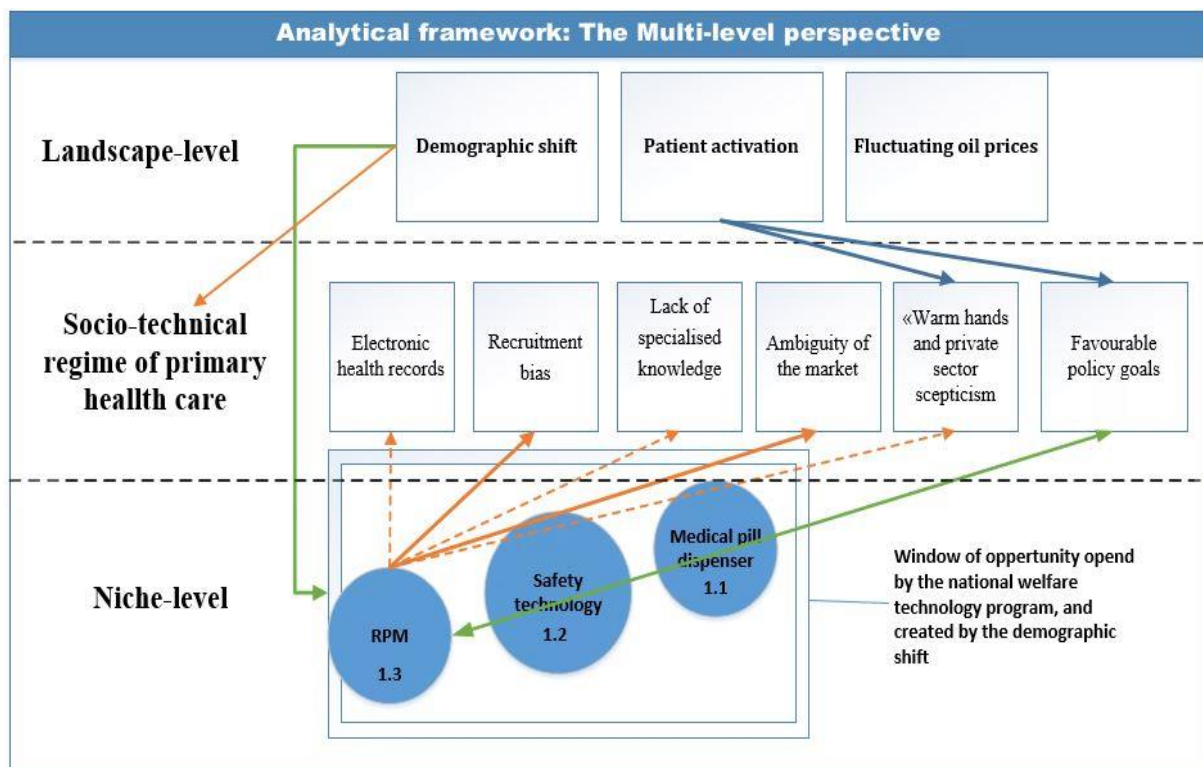 Analytical framework: The Multi-level perspective
Landscape-level
Demographic shift
Patient activation
Fluctuating oil prices
Socio-technical
regime of primary
heallth care
Electronic
health records
Recruitment
bias
Lack of
specialised
knowledge
Ambiguity of
the market
«Warm hands
and private
sector
scepticism
Favourable
policy goals
Niche-level
RPM
1.3
Safety
technology
1.2
Medical pill
dispenser
1.1
Window of oppertunity opend
by the national welfare
technology program, and
created by the demographic
shift